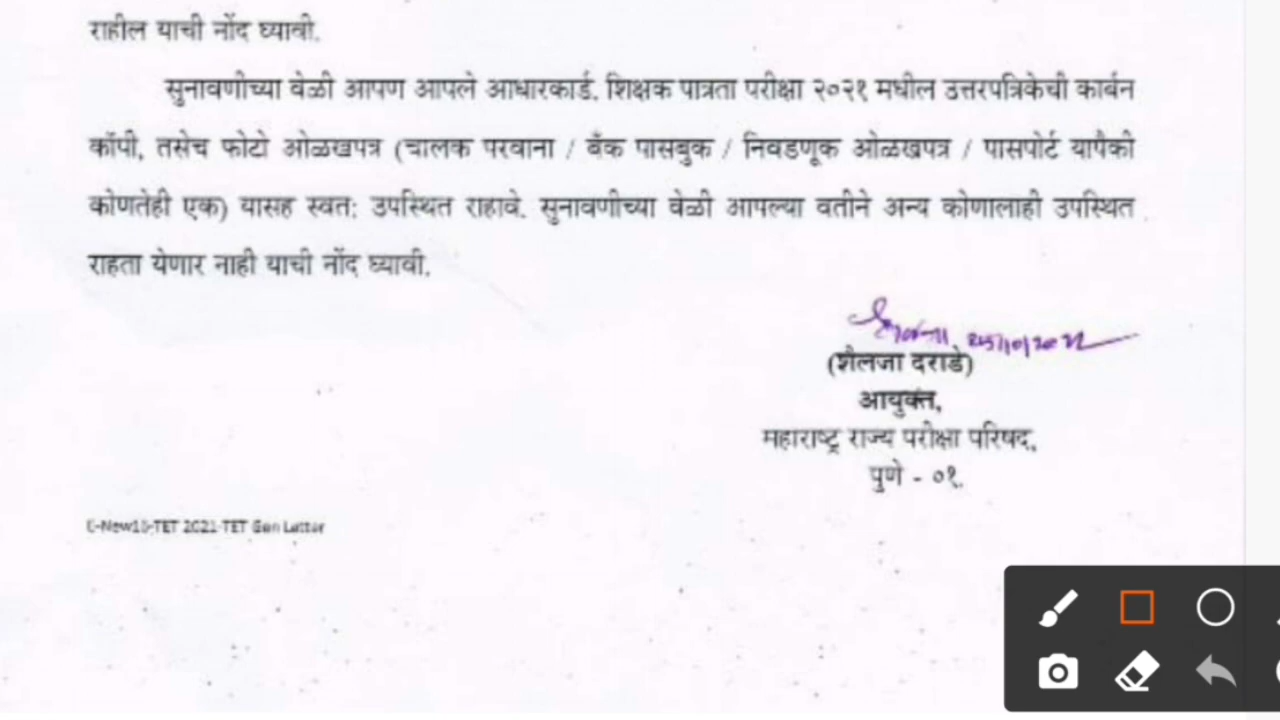 राहील याची नोंद घ्यावी.
सुनावणीच्या वेळी आपण आपले आधारकार्ड, शिक्षक पात्रता परीक्षा २०२१ मधील उत्तरपत्रिकेची कार्बन
कॉपी, तसेच फोटो ओळखपत्र (चालक परवाना / बँक पासबुक / निवडणूक ओळखपत्र / पासपोर्ट यापैकी
कोणतेही एक) यासह स्वत: उपस्थित राहावे. सुनावणीच्या वेळी आपल्या वतीने अन्य कोणालाही उपस्थित
राहता येणार नाही याची नोंद घ्यावी.
(शैलजा दराडे)
आयुक्त,
महाराष्ट्र राज्य परीक्षा परिषद,
पुणे - ०१.
TET 2021 TET Gen Letter